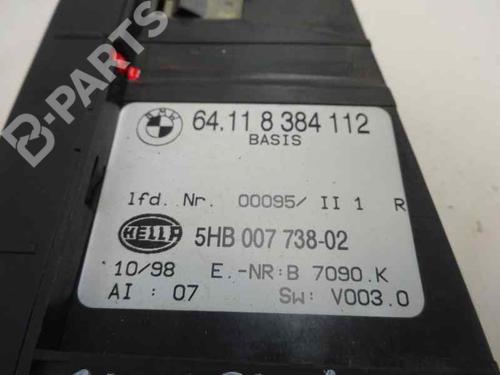 B-PARTS
BMW
64.11 8 384 112
BASIS
lfd. Nr. 00095/ II 1 R
HELLA 5HB 007 738-02
10/98 E.-NR:B 7090.K
AI : 07 SW: V003.0